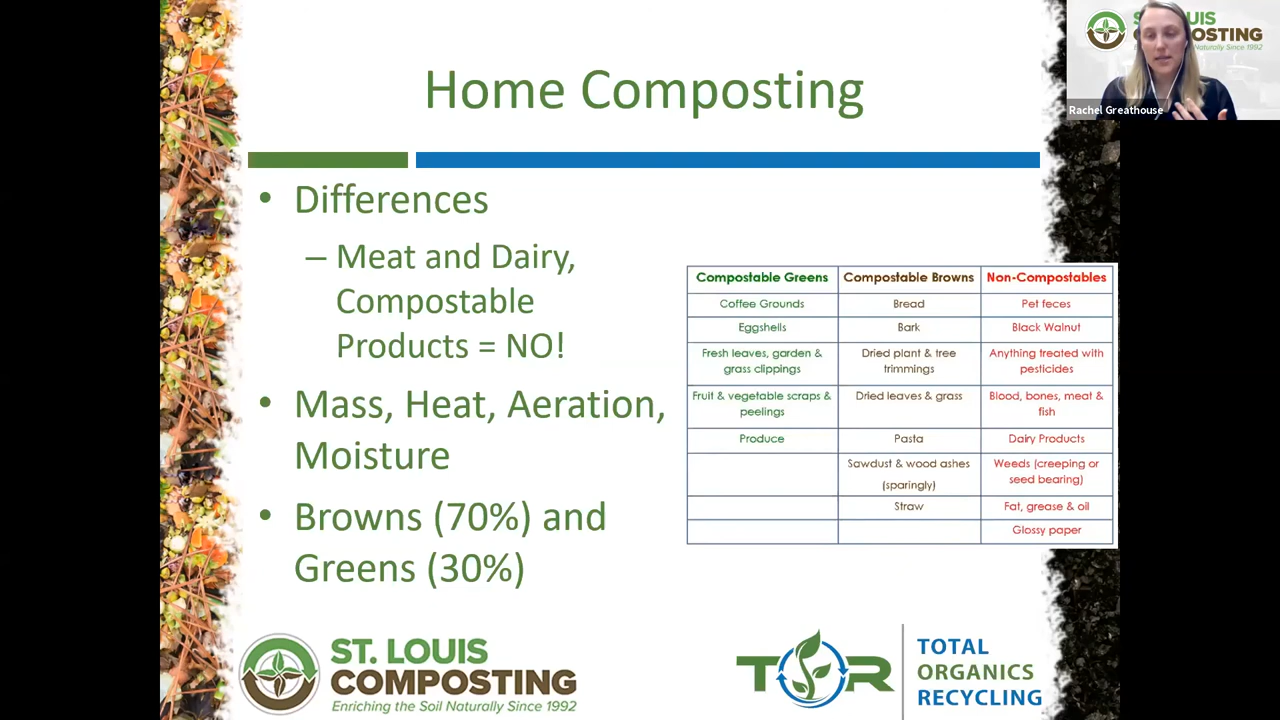 Home Composting
• Differences
– Meat and Dairy,
Compostable
Products = NO!
• Mass, Heat, Aeration,
Moisture
• Browns (70%) and
Greens (30%)
Compostable Greens Compostable Browns Non-Compostables
Coffee Grounds Bread Pet feces
Eggshells Bark Black Walnut
Fresh leaves, garden & Dried plant & tree Anything treated with
grass clippings trimmings pesticides
Fruit & vegetable scraps & Dried leaves & grass Blood, bones, meat &
peelings fish
Produce Pasta Dairy Products
Sawdust & wood ashes Weeds (creeping or
(sparingly) seed bearing)
Straw Fat, grease & oil
Glossy paper
ST. LOUIS
COMPOSTING
Enriching the Soil Naturally Since 1992
TOR
TOTAL
ORGANICS
RECYCLING
Naturally Since 1992
Rachel Greathouse